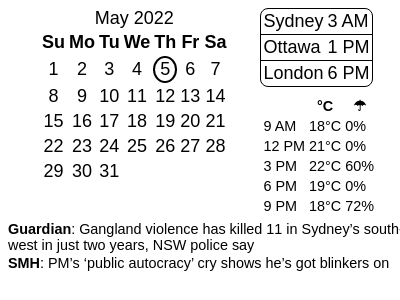 May 2022
Su Mo Tu We Th Fr Sa
1 2 3 4 5 6 7
8 9 10 11 12 13 14
15 16 17 18 19 20 21
22 23 24 25 26 27 28
29 30 31
Sydney 3 AM
Ottawa 1 PM
London 6 PM
°C ☂
9 AM 18°C 0%
12 PM 21°C 0%
3 PM 22°C 60%
6 PM 19°C 0%
9 PM 18°C 72%
Guardian: Gangland violence has killed 11 in Sydney’s south-
west in just two years, NSW police say
SMH: PM’s ‘public autocracy’ cry shows he’s got blinkers on